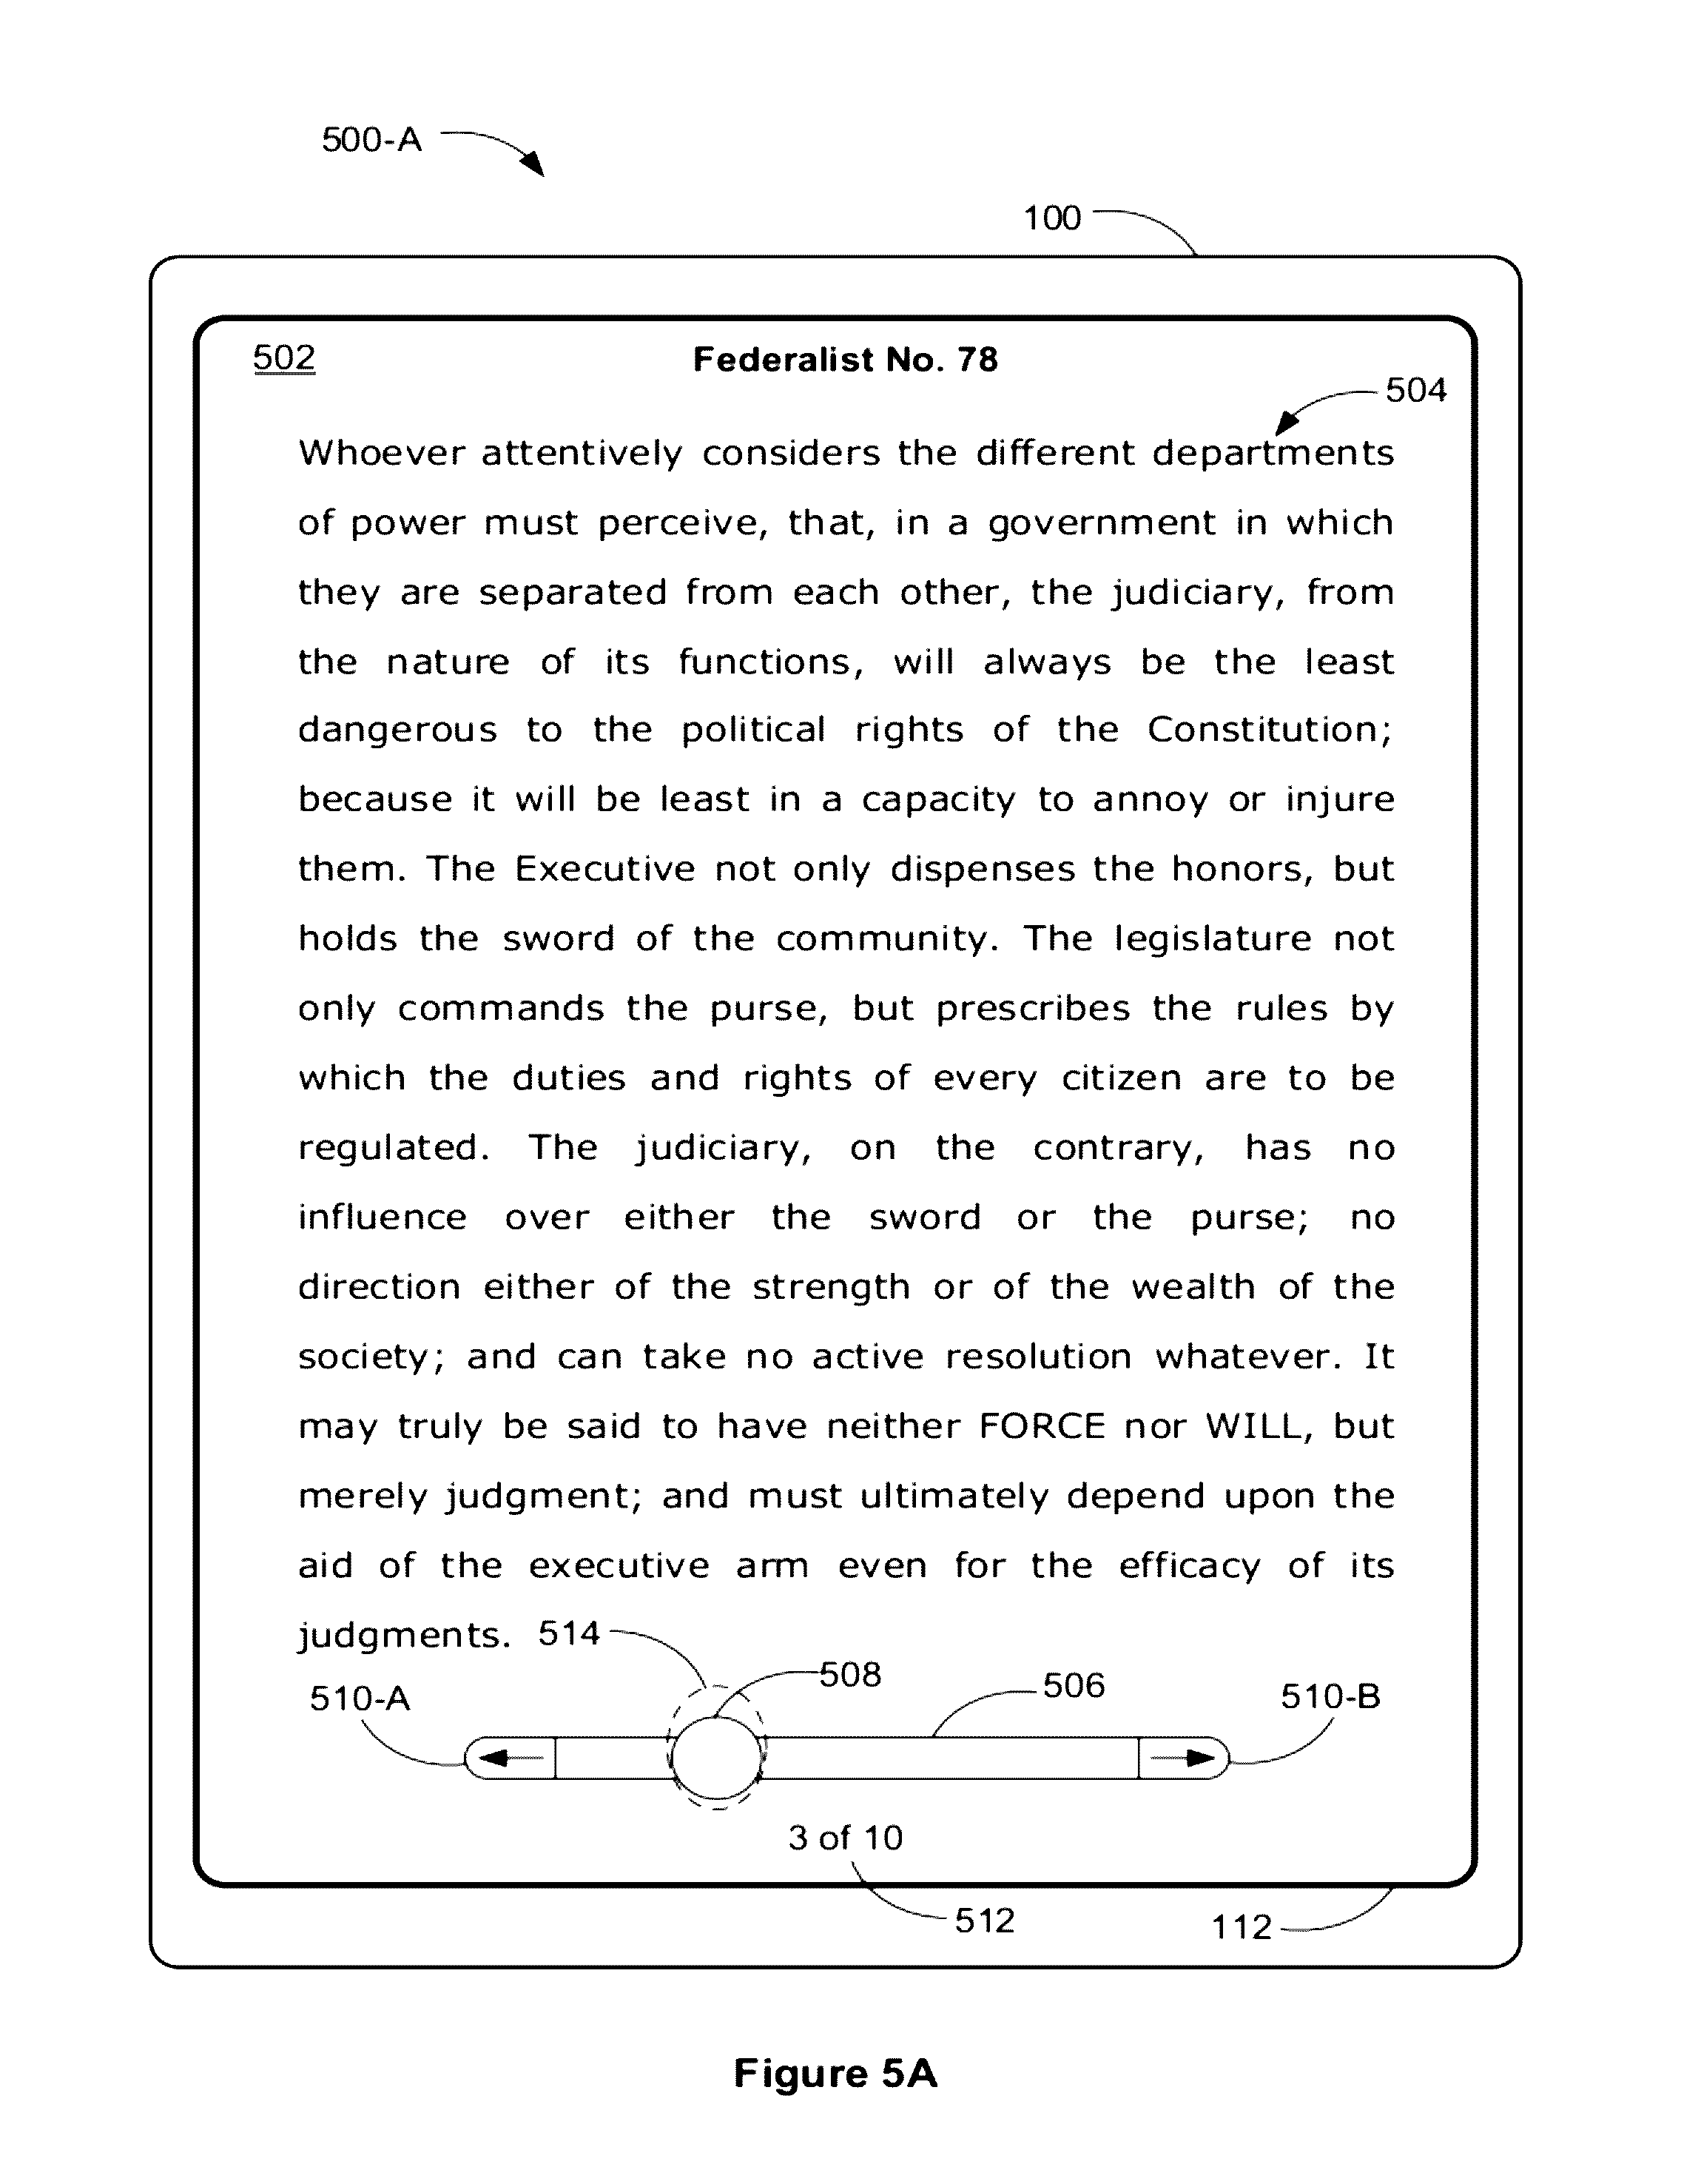 500-A
100
502 Federalist No. 78
504
Whoever attentively considers the different departments
of power must perceive, that, in a government in which
they are separated from each other, the judiciary, from
the nature of its functions, will always be the least
dangerous to the political rights of the Constitution;
because it will be least in a capacity to annoy or injure
them. The Executive not only dispenses the honors, but
holds the sword of the community. The legislature not
only commands the purse, but prescribes the rules by
which the duties and rights of every citizen are to be
regulated. The judiciary, on the contrary, has no
influence over either the sword or the purse; no
direction either of the strength or of the wealth of the
society; and can take no active resolution whatever. It
may truly be said to have neither FORCE nor WILL, but
merely judgment; and must ultimately depend upon the
aid of the executive arm even for the efficacy of its
judgments. 514
508
506
510-A
510-B
3 of 10
512
112
Figure 5A